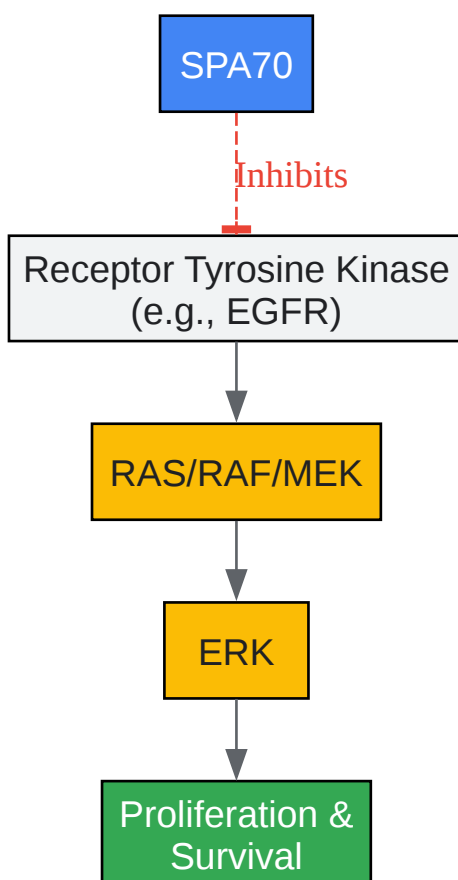 SPA70
Inhibits
Receptor Tyrosine Kinase
(e.g., EGFR)
RAS/RAF/MEK
ERK
Proliferation &
Survival